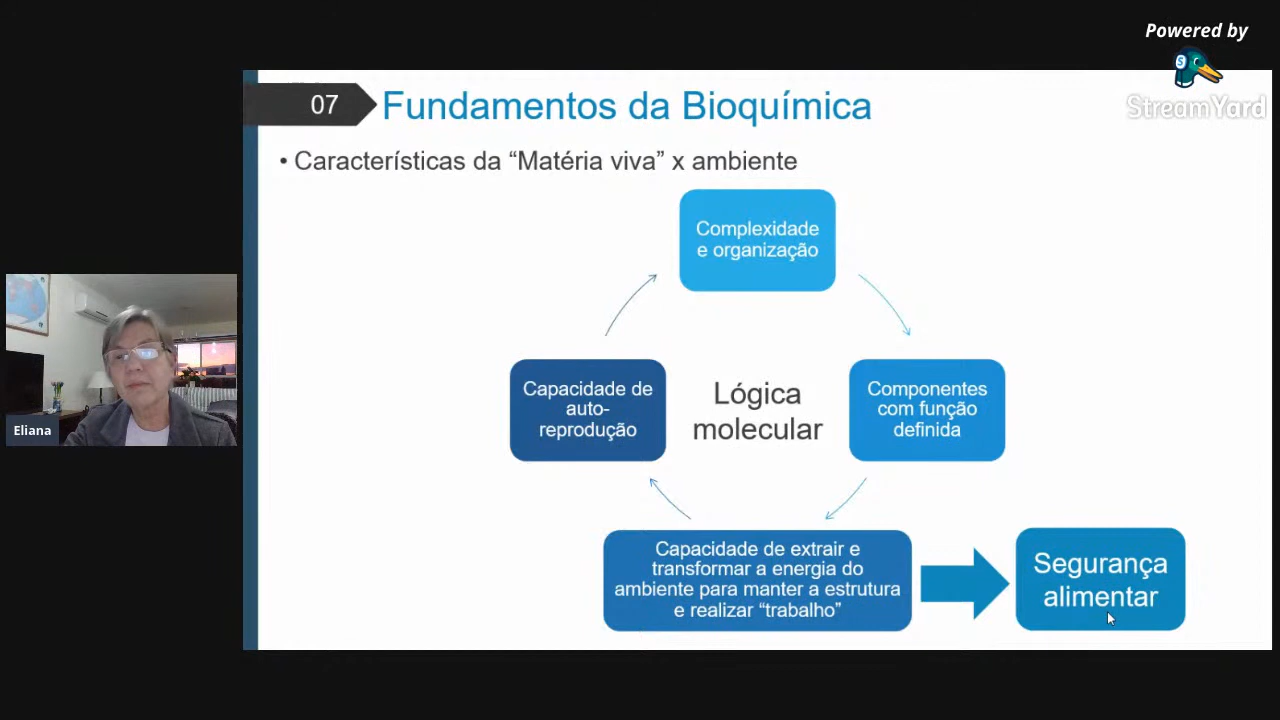 Powered by
StreamYard
07
Fundamentos da Bioquímica
• Características da “Matéria viva” x ambiente
Complexidade
e organização
Capacidade de
auto-
reprodução
Lógica
molecular
Componentes
com função
definida
Eliana
Capacidade de extrair e
transformar a energia do
ambiente para manter a estrutura
e realizar “trabalho”
Segurança
alimentar